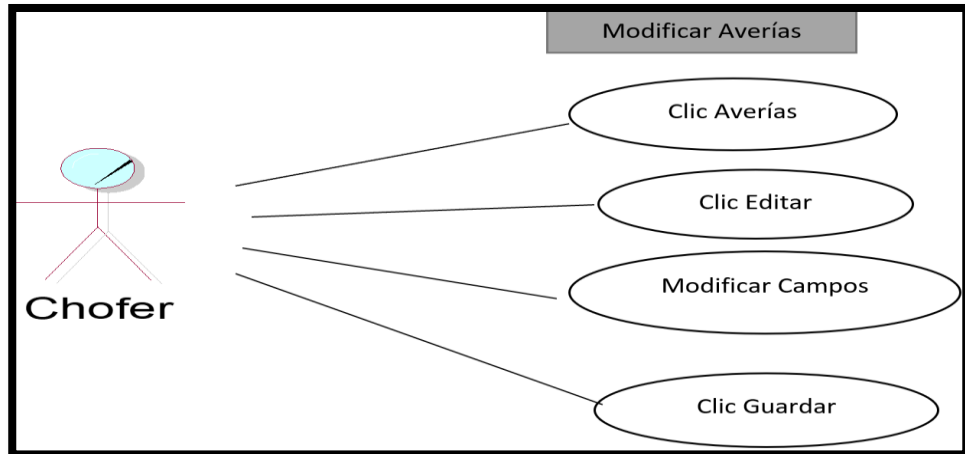 Modificar Averías
Clic Averías
Clic Editar
Modificar Campos
Chofer
Clic Guardar